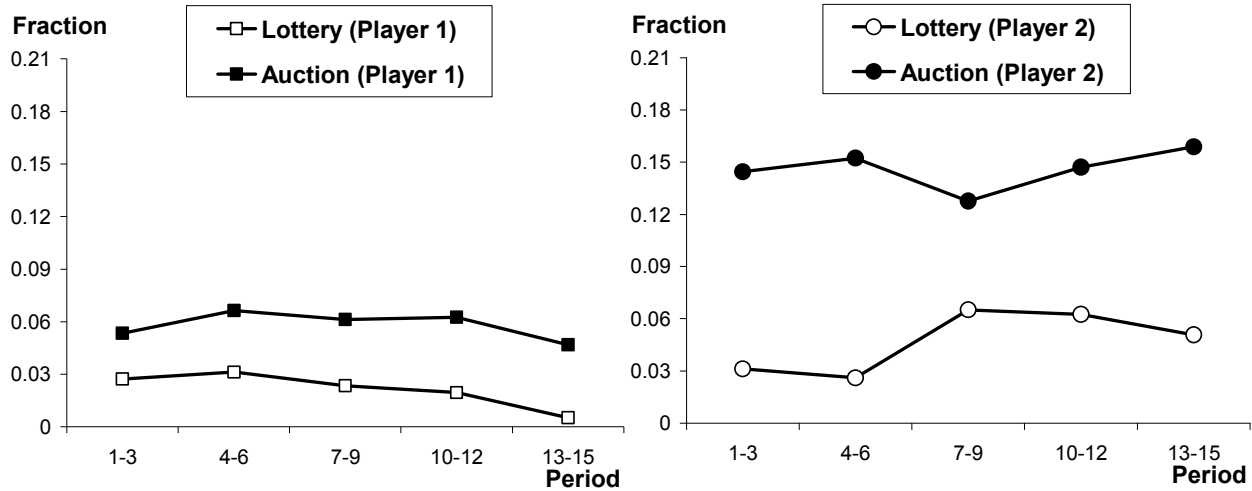 Fraction
Lottery (Player 1)
Auction (Player 1)
0.21
0.18
0.15
0.12
0.09
0.06
0.03
0
1-3 4-6 7-9 10-12 13-15
Period
Fraction
Lottery (Player 2)
Auction (Player 2)
0.21
0.18
0.15
0.12
0.09
0.06
0.03
0
1-3 4-6 7-9 10-12 13-15
Period